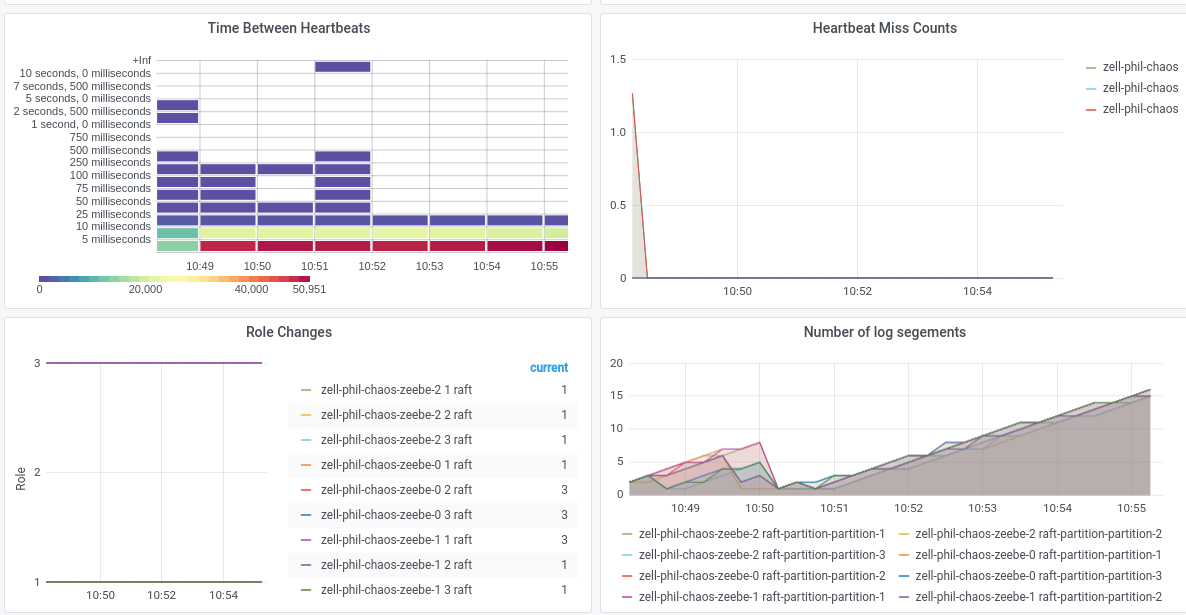 Time Between Heartbeats
+Inf
10 seconds, 0 milliseconds
7 seconds, 500 milliseconds
5 seconds, 0 milliseconds
2 seconds, 500 milliseconds
1 second, 0 milliseconds
750 milliseconds
500 milliseconds
250 milliseconds
100 milliseconds
75 milliseconds
50 milliseconds
25 milliseconds
10 milliseconds
5 milliseconds
10:49 10:50 10:51 10:52 10:53 10:54 10:55
0 20,000 40,000 50,951
Heartbeat Miss Counts
1.5
1.0
0.5
0
10:50 10:52 10:54
zell-phil-chaos
zell-phil-chaos
zell-phil-chaos
Role Changes
Role
3
2
1
10:50 10:52 10:54
current
zell-phil-chaos-zeebe-2 1 raft 1
zell-phil-chaos-zeebe-2 2 raft 1
zell-phil-chaos-zeebe-2 3 raft 1
zell-phil-chaos-zeebe-0 1 raft 1
zell-phil-chaos-zeebe-0 2 raft 3
zell-phil-chaos-zeebe-0 3 raft 3
zell-phil-chaos-zeebe-1 1 raft 3
zell-phil-chaos-zeebe-1 2 raft 1
zell-phil-chaos-zeebe-1 3 raft 1
Number of log segements
20
15
10
5
0
10:49 10:50 10:51 10:52 10:53 10:54 10:55
zell-phil-chaos-zeebe-2 raft-partition-partition-1 zell-phil-chaos-zeebe-2 raft-partition-partition-2
zell-phil-chaos-zeebe-2 raft-partition-partition-3 zell-phil-chaos-zeebe-0 raft-partition-partition-1
zell-phil-chaos-zeebe-0 raft-partition-partition-2 zell-phil-chaos-zeebe-0 raft-partition-partition-3
zell-phil-chaos-zeebe-1 raft-partition-partition-1 zell-phil-chaos-zeebe-1 raft-partition-partition-2